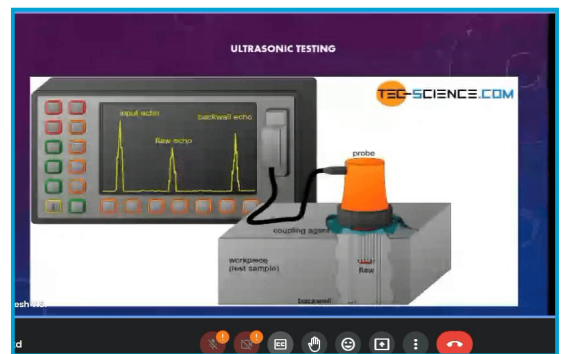 ULTRASONIC TESTING
TEC-SCIENCE.COM
input echo
backwall echo
flaw echo
probe
coupling agent
workpiece
(test sample)
flaw
backwall
CC